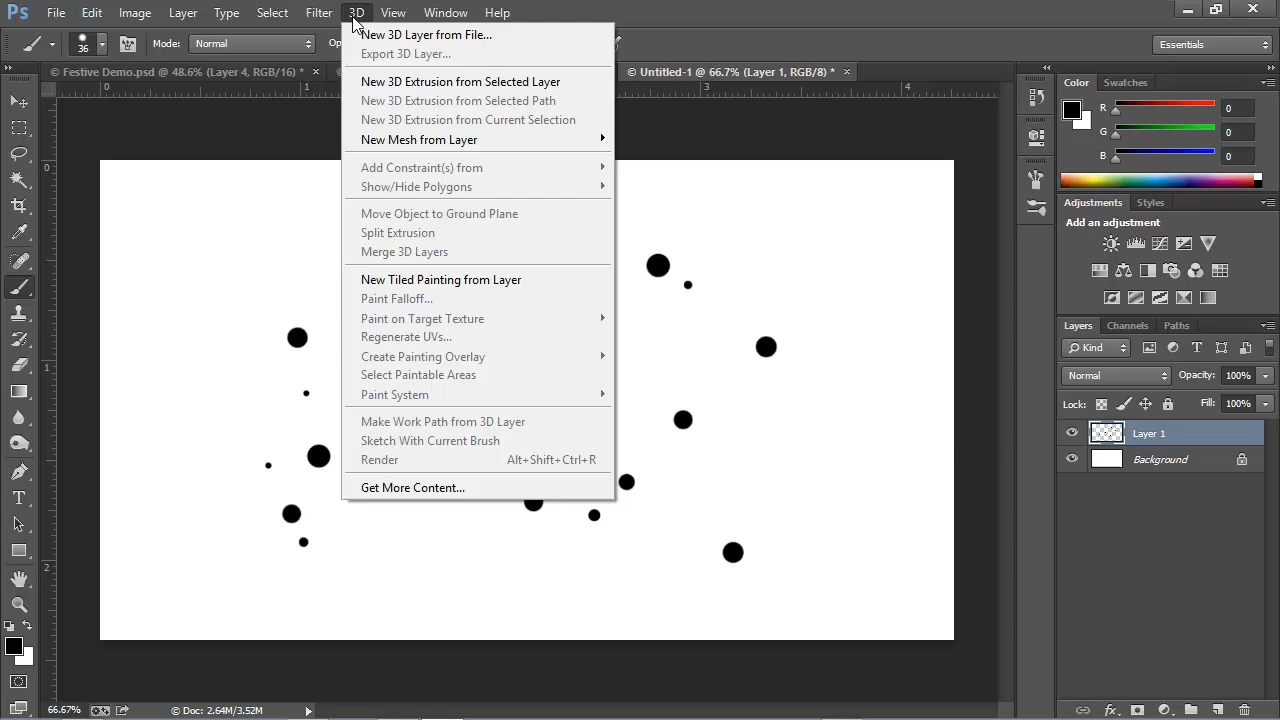 Ps File Edit Image Layer Type Select Filter 3D View Window Help
36 Mode: Normal Essentials
Festive Demo.psd @ 48.6% (Layer 4, RGB/16) * × Untitled-1 @ 66.7% (Layer 1, RGB/8) * ×
0 1 3 4
0
1
2
New 3D Layer from File...
Export 3D Layer...
New 3D Extrusion from Selected Layer
New 3D Extrusion from Selected Path
New 3D Extrusion from Current Selection
New Mesh from Layer
Add Constraint(s) from
Show/Hide Polygons
Move Object to Ground Plane
Split Extrusion
Merge 3D Layers
New Tiled Painting from Layer
Paint Falloff...
Paint on Target Texture
Regenerate UVs...
Create Painting Overlay
Select Paintable Areas
Paint System
Make Work Path from 3D Layer
Sketch With Current Brush
Render Alt+Shift+Ctrl+R
Get More Content...
Color Swatches
R 0
G 0
B 0
Adjustments Styles
Add an adjustment
Layers Channels Paths
Kind
Normal Opacity: 100%
Lock: Fill: 100%
Layer 1
Background
66.67% Doc: 2.64M/3.52M